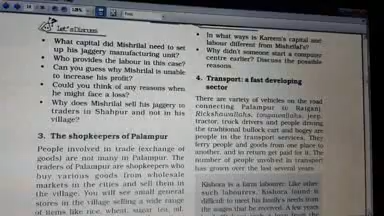 Let's Discuss
• What capital did Mishrilal need to set
up his jaggery manufacturing unit?
• Who provides the labour in this case?
• Can you guess why Mishrilal is unable
to increase his profit?
• Could you think of any reasons when
he might face a loss?
• Why does Mishrilal sell his jaggery to
traders in Shahpur and not in his
village?
3. The shopkeepers of Palampur
People involved in trade (exchange of
goods) are not many in Palampur. The
traders of Palampur are shopkeepers who
buy various goods from wholesale
markets in the cities and sell them in
the village. You will see small general
stores in the village selling a wide range
of items like rice, wheat, sugar, tea, oil,
• In what ways is Kareem's capital and
labour different from Mishrilal's?
• Why didn't someone start a computer
centre earlier? Discuss the possible
reasons.
4. Transport: a fast developing
sector
There are variety of vehicles on the road
connecting Palampur to Raiganj.
Rickshawallahs, tongawallahs, jeep,
tractor, truck drivers and people driving
the traditional bullock cart and bogey are
people in the transport services. They
ferry people and goods from one place to
another, and in return get paid for it. The
number of people involved in transport
has grown over the last several years.
Kishora is a farm labourer. Like other
such labourers, Kishora found it
difficult to meet his family's needs from
the wages that he received. A few years